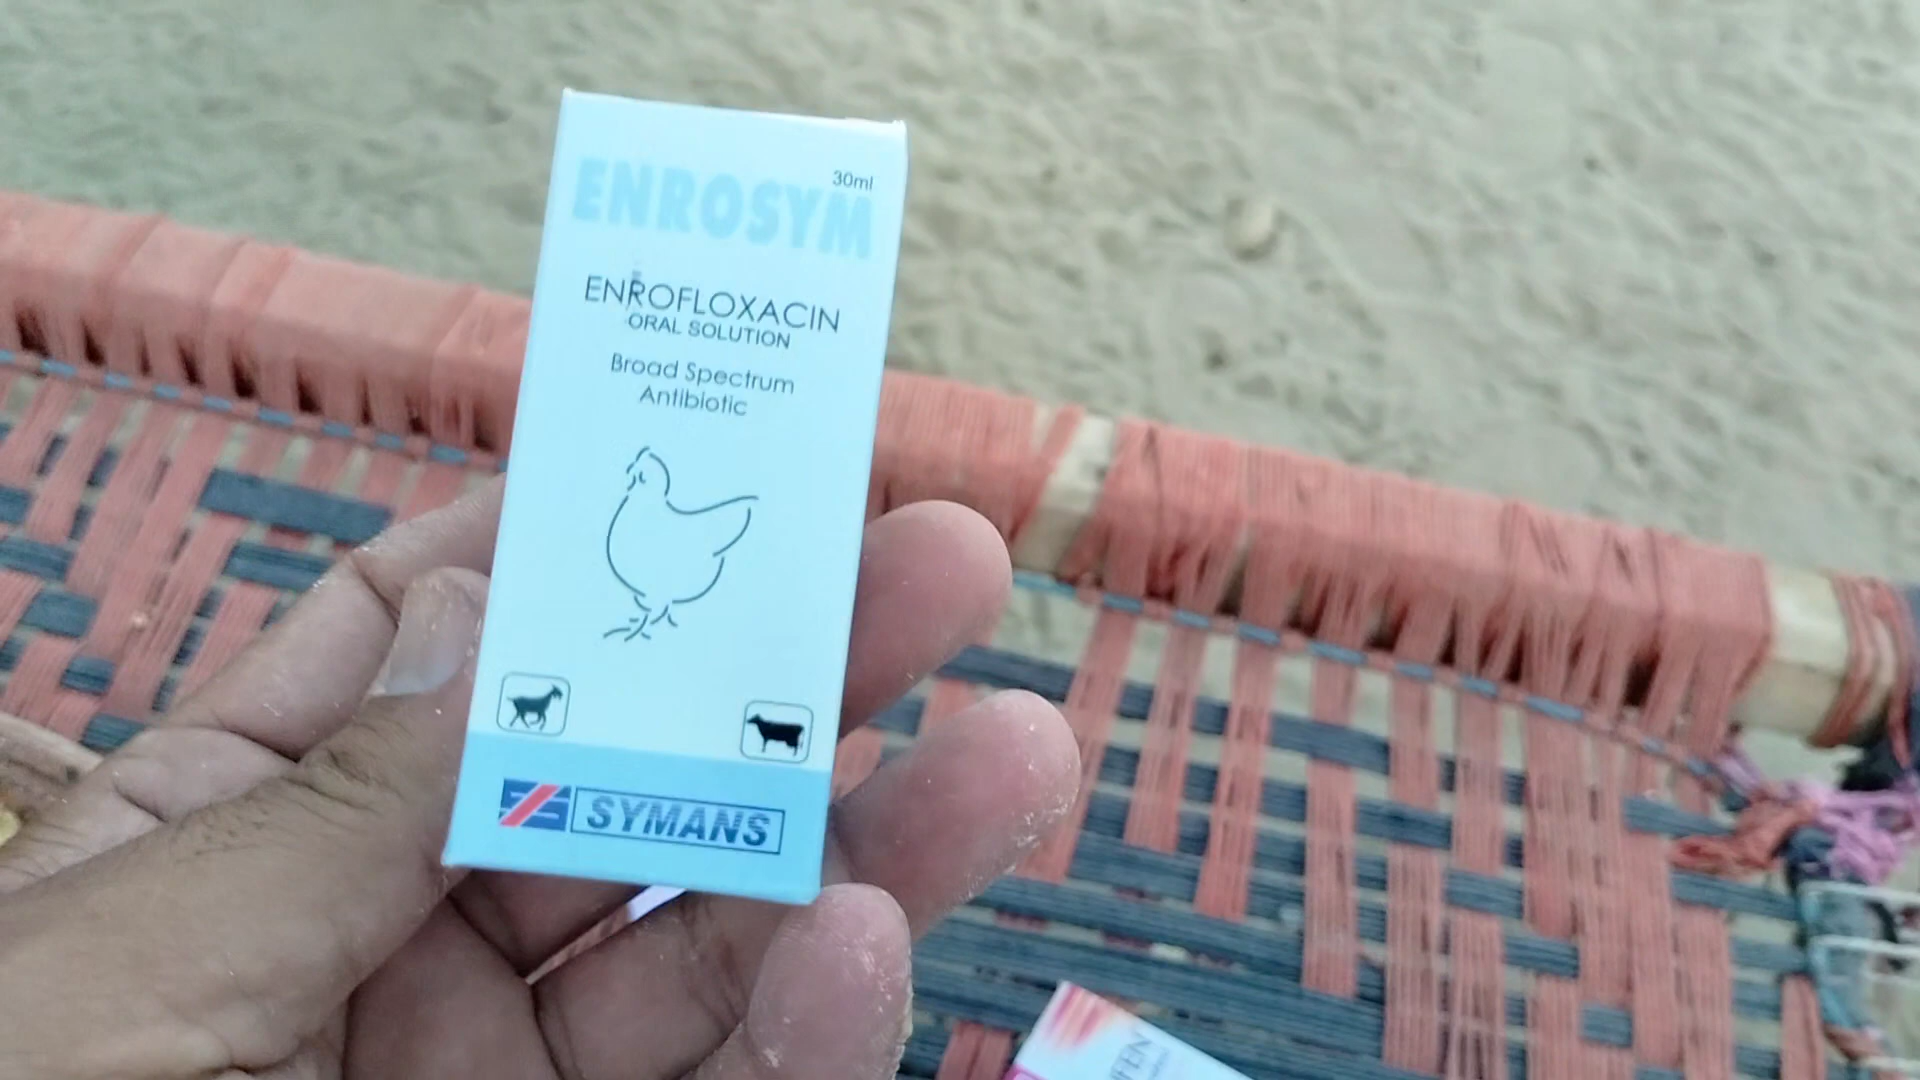 30ml
ENROSYM
ENROFLOXACIN
ORAL SOLUTION
Broad Spectrum
Antibiotic
SYMANS